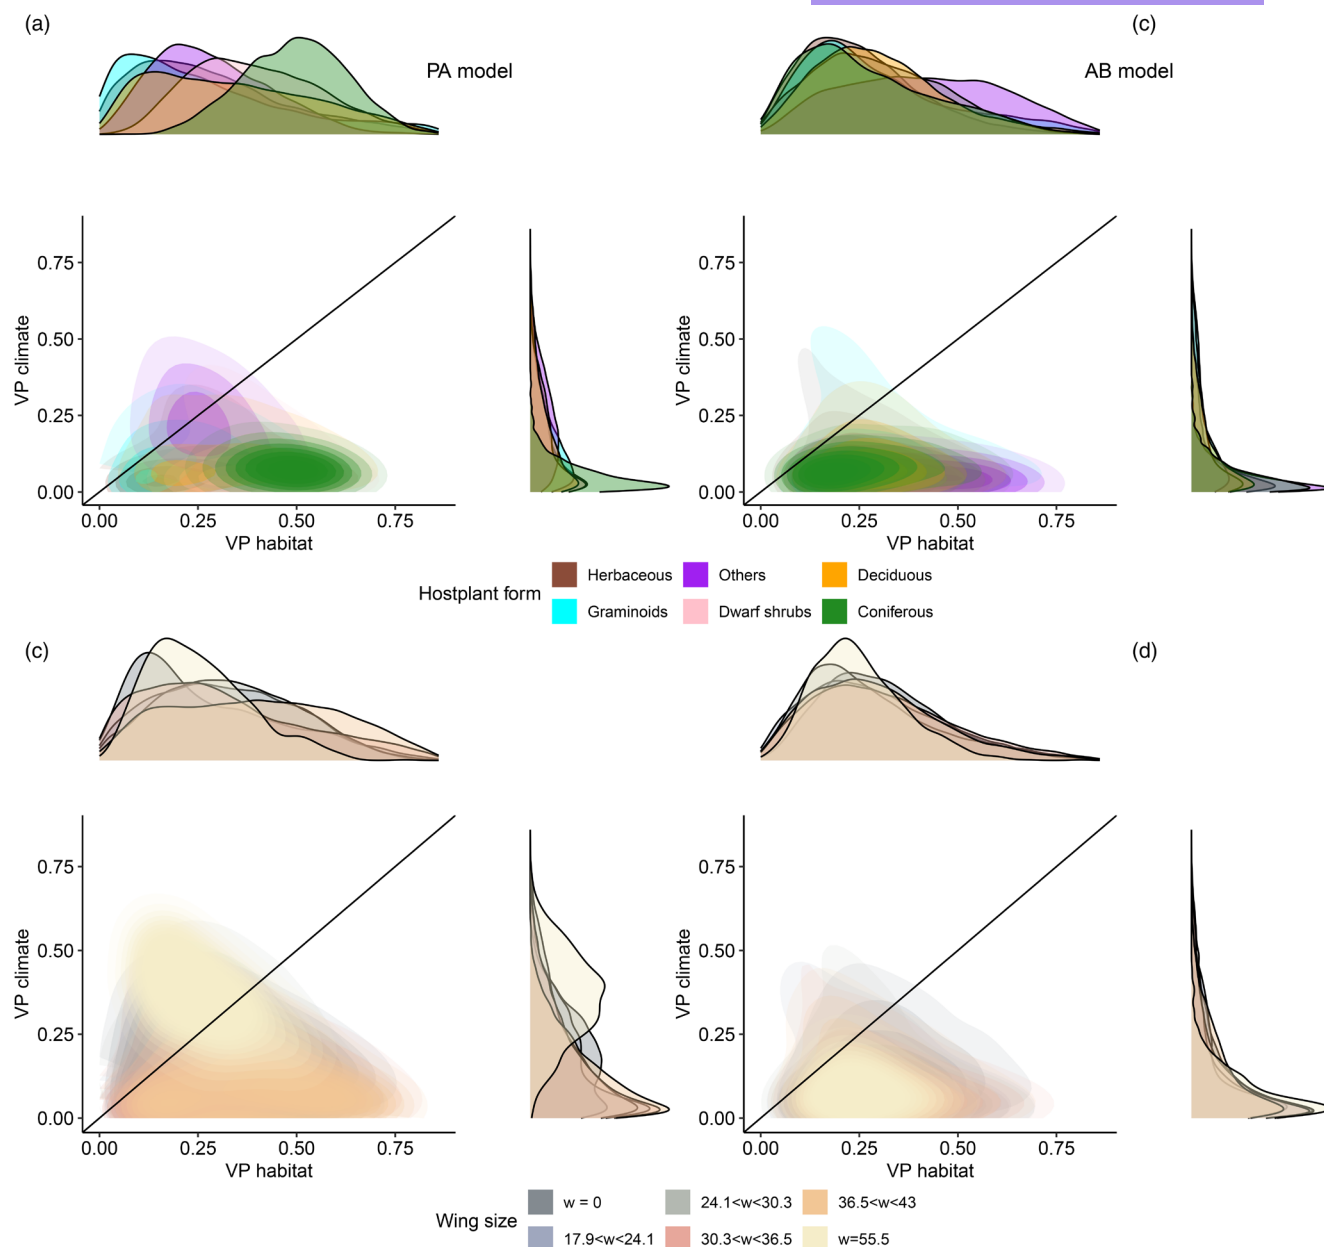 (a)
PA model
AB model
(c)
VP climate
0.75
0.50
0.25
0.00
0.00 0.25 0.50 0.75
VP habitat
VP climate
0.75
0.50
0.25
0.00
0.00 0.25 0.50 0.75
VP habitat
Hostplant form
Herbaceous Others Deciduous
Graminoids Dwarf shrubs Coniferous
(c)
(d)
VP climate
0.75
0.50
0.25
0.00
0.00 0.25 0.50 0.75
VP habitat
VP climate
0.75
0.50
0.25
0.00
0.00 0.25 0.50 0.75
VP habitat
Wing size
w = 0 24.1<w<30.3 36.5<w<43
17.9<w<24.1 30.3<w<36.5 w=55.5